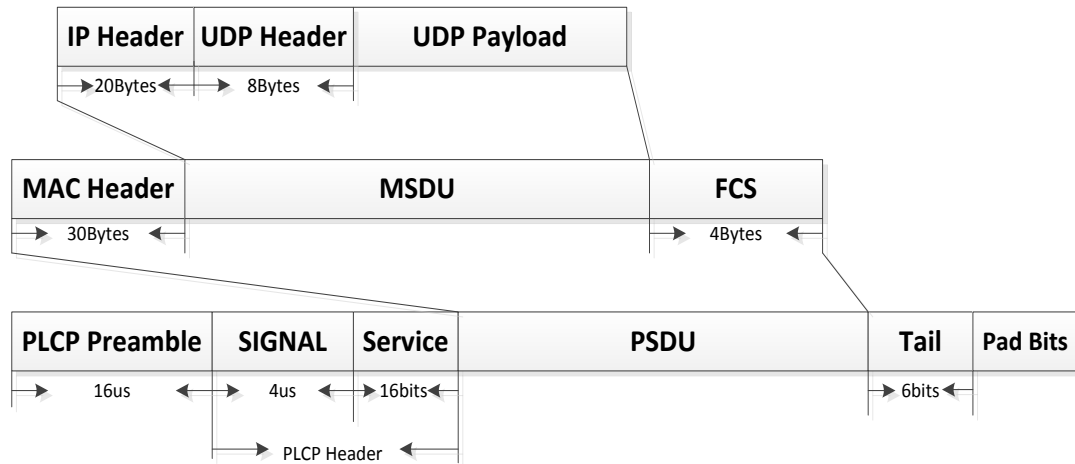 IP Header UDP Header UDP Payload
20Bytes 8Bytes
MAC Header MSDU FCS
30Bytes 4Bytes
PLCP Preamble SIGNAL Service PSDU Tail Pad Bits
16us 4us 16bits 6bits
PLCP Header